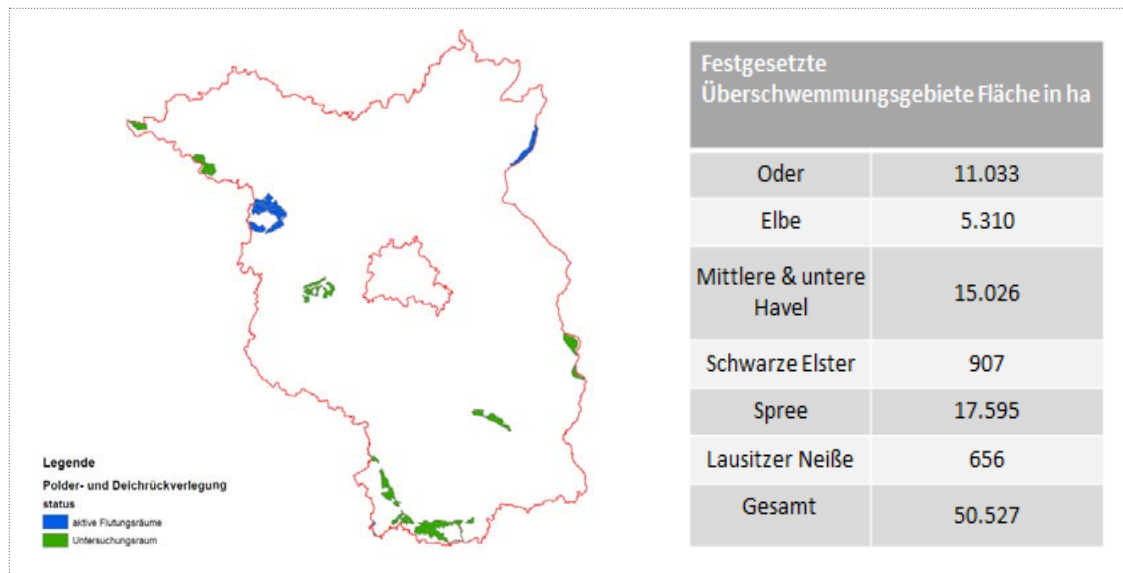 Festgesetzte
Überschwemmungsgebiete Fläche in ha
Oder 11.033
Elbe 5.310
Mittlere & untere
Havel 15.026
Schwarze Elster 907
Spree 17.595
Lausitzer Neiße 656
Gesamt 50.527
Legende
Polder- und Deichrückverlegung
status
aktive Flutungsräume
Untersuchungsraum